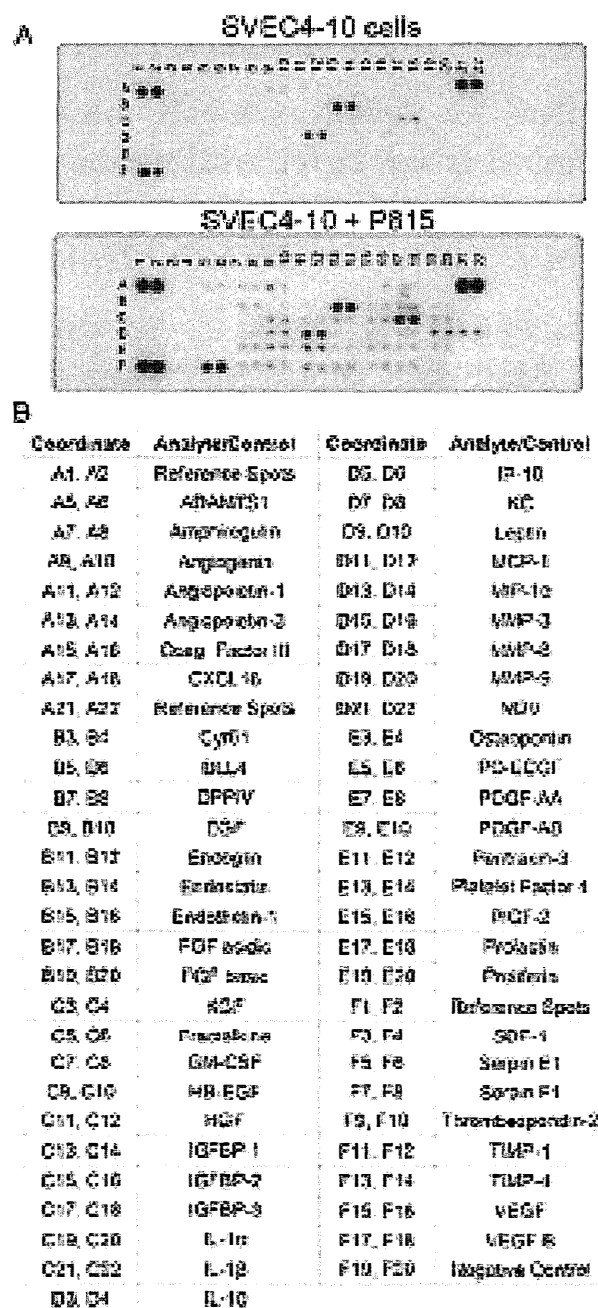 A
SVEC4-10 cells
SVEC4-10 + P815
B
Coordinate Analyte/Control Coordinate Analyte/Control
A1, A2 Reference Spots D5, D6 IP-10
A5, A6 ADAMTS1 D7, D8 KC
A7, A8 Amphiregulin D9, D10 Leptin
A9, A10 Angiogenin D11, D12 MCP-1
A11, A12 Angiopoietin-1 D13, D14 MIP-1α
A13, A14 Angiopoietin-3 D15, D16 MMP-3
A15, A16 Coag. Factor III D17, D18 MMP-8
A17, A18 CXCL16 D19, D20 MMP-9
A21, A22 Reference Spots D21, D22 NOV
B3, B4 Cyr61 E3, E4 Osteopontin
B5, B6 DLL4 E5, E6 PD-ECGF
B7, B8 DPPIV E7, E8 PDGF-AA
B9, B10 EGF E9, E10 PDGF-AB
B11, B12 Endoglin E11, E12 Pentraxin-3
B13, B14 Endostatin E13, E14 Platelet Factor 4
B15, B16 Endothelin-1 E15, E16 PlGF-2
B17, B18 FGF acidic E17, E18 Prolactin
B19, B20 FGF basic E19, E20 Proliferin
C3, C4 KGF F1, F2 Reference Spots
C5, C6 Fractalkine F3, F4 SDF-1
C7, C8 GM-CSF F5, F6 Serpin E1
C9, C10 HB-EGF F7, F8 Serpin F1
C11, C12 HGF F9, F10 Thrombospondin-2
C13, C14 IGFBP-1 F11, F12 TIMP-1
C15, C16 IGFBP-2 F13, F14 TIMP-4
C17, C18 IGFBP-3 F15, F16 VEGF
C19, C20 IL-1α F17, F18 VEGF B
C21, C22 IL-1β F19, F20 Negative Control
D3, D4 IL-10